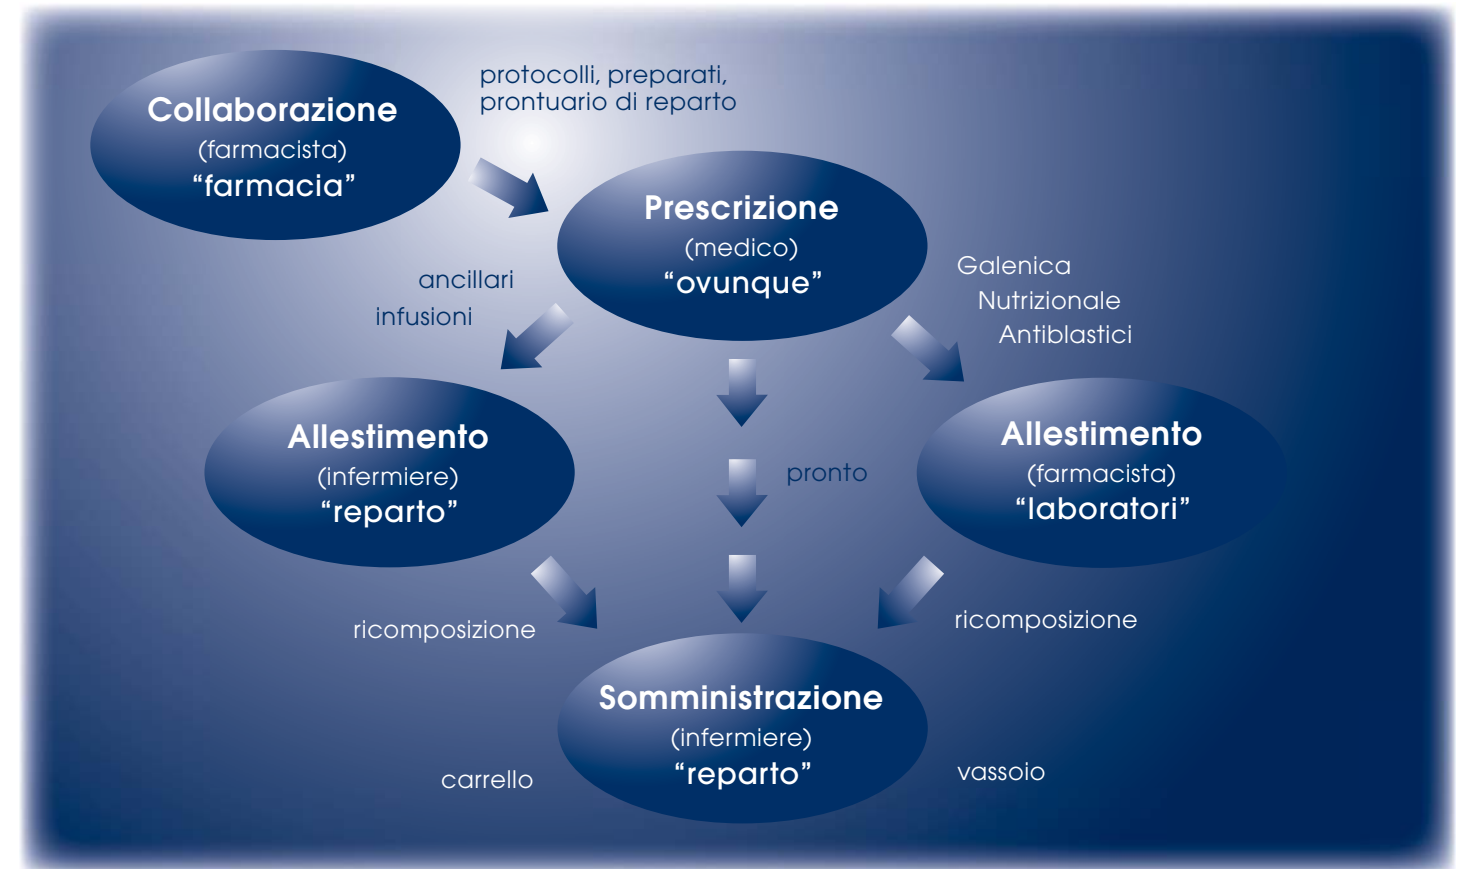 Collaborazione
(farmacista)
“farmacia”
protocolli, preparati,
prontuario di reparto
Prescrizione
(medico)
“ovunque”
ancillari
infusioni
Galenica
Nutrizionale
Antiblastici
Allestimento
(infermiere)
“reparto”
pronto
Allestimento
(farmacista)
“laboratori”
ricomposizione
ricomposizione
Somministrazione
(infermiere)
“reparto”
carrello
vassoio